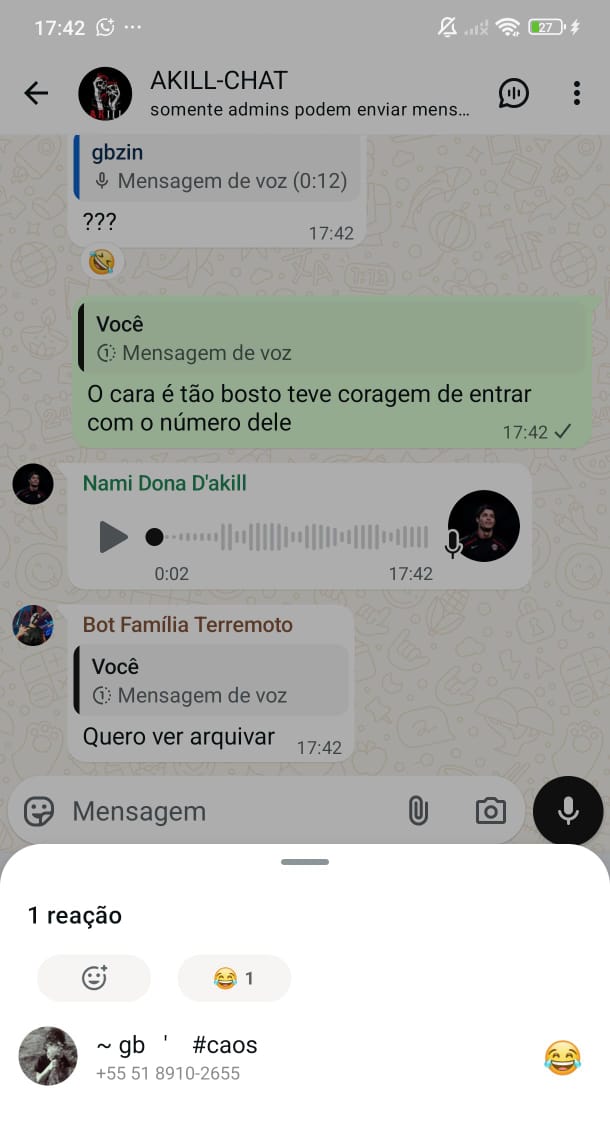 17:42
27
AKILL-CHAT
somente admins podem enviar mens...
gbzin
Mensagem de voz (0:12)
???
17:42
Você
Mensagem de voz
O cara é tão bosto teve coragem de entrar
com o número dele
17:42
Nami Dona D'akill
0:02
17:42
Bot Família Terremoto
Você
Mensagem de voz
Quero ver arquivar
17:42
Mensagem
1 reação
1
~ gb ' #caos
+55 51 8910-2655